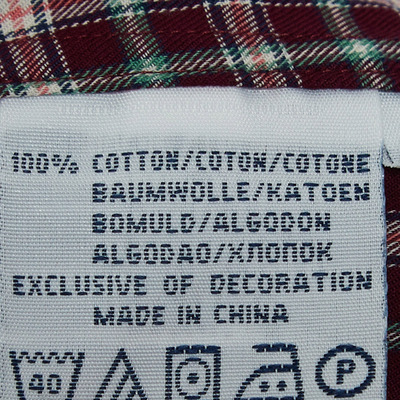 100% COTTON/COTON/COTONE
BAUMWOLLE/KATOEN
BOMULD/ALGODON
ALGODAO/ХЛОПОК
EXCLUSIVE OF DECORATION
MADE IN CHINA
40 P